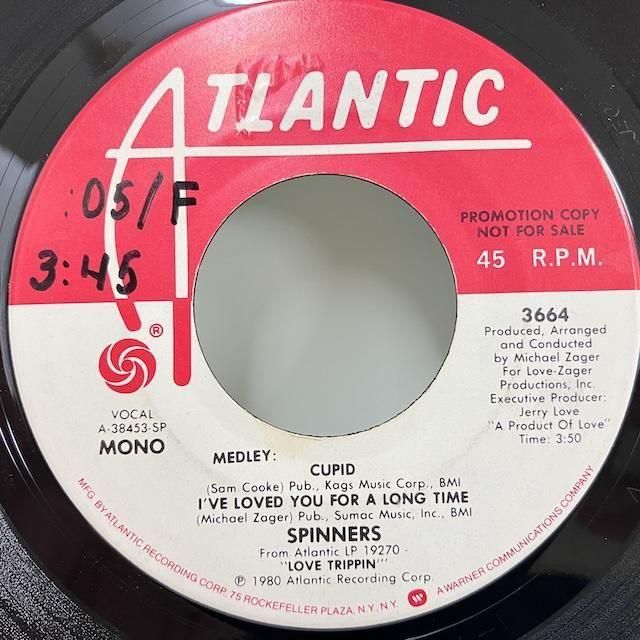 ATLANTIC
:05/F
3:45
PROMOTION COPY
NOT FOR SALE
45 R.P.M.
®
VOCAL
A-38453-SP
MONO
3664
Produced, Arranged
and Conducted
by Michael Zager
For Love-Zager
Productions, Inc.
Executive Producer:
Jerry Love
"A Product Of Love"
Time: 3:50
MEDLEY:
CUPID
(Sam Cooke) Pub., Kags Music Corp., BMI
I'VE LOVED YOU FOR A LONG TIME
(Michael Zager) Pub., Sumac Music, Inc., BMI
SPINNERS
From Atlantic LP 19270 -
"LOVE TRIPPIN'"
℗ 1980 Atlantic Recording Corp.
MFG. BY ATLANTIC RECORDING CORP. 75 ROCKEFELLER PLAZA, N.Y. N.Y. A WARNER COMMUNICATIONS COMPANY